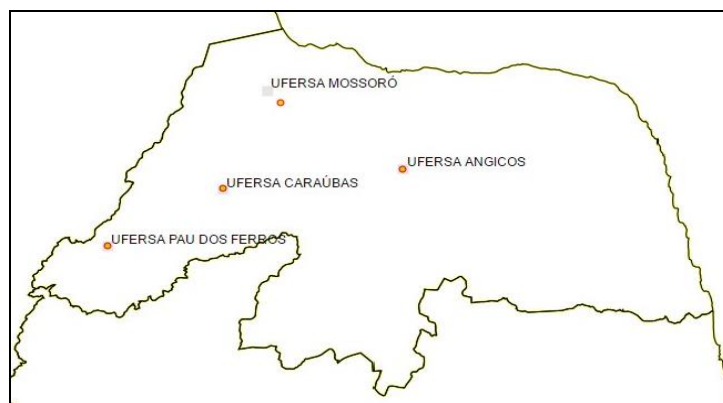 UFERSA MOSSORÓ
UFERSA ANGICOS
UFERSA CARAÚBAS
UFERSA PAU DOS FERROS